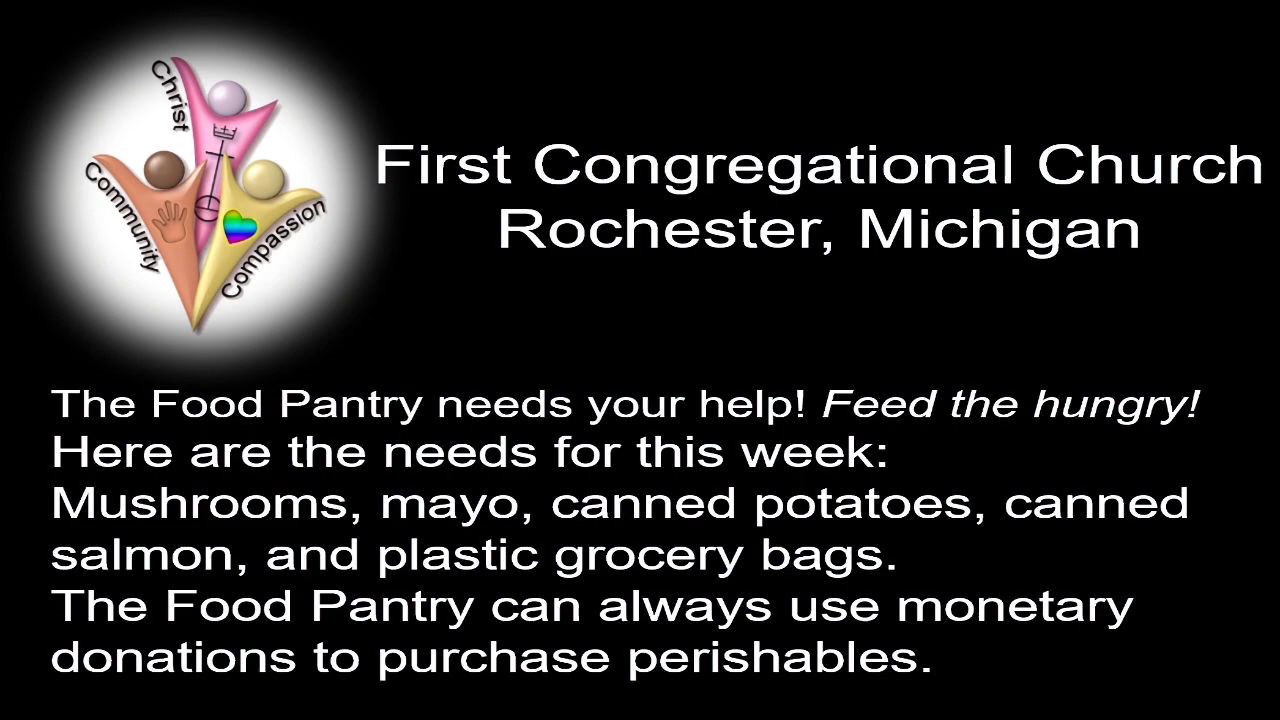 Christ
Community
Compassion
First Congregational Church
Rochester, Michigan
The Food Pantry needs your help! Feed the hungry!
Here are the needs for this week:
Mushrooms, mayo, canned potatoes, canned
salmon, and plastic grocery bags.
The Food Pantry can always use monetary
donations to purchase perishables.